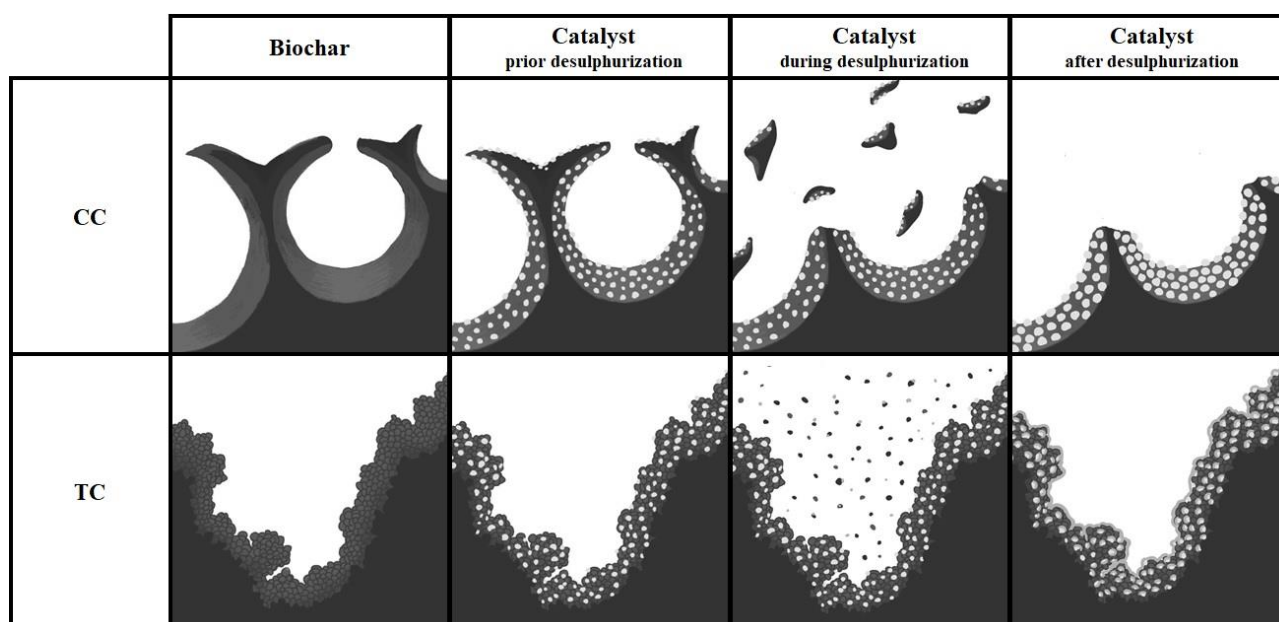 Biochar
Catalyst
prior desulphurization
Catalyst
during desulphurization
Catalyst
after desulphurization
CC
TC